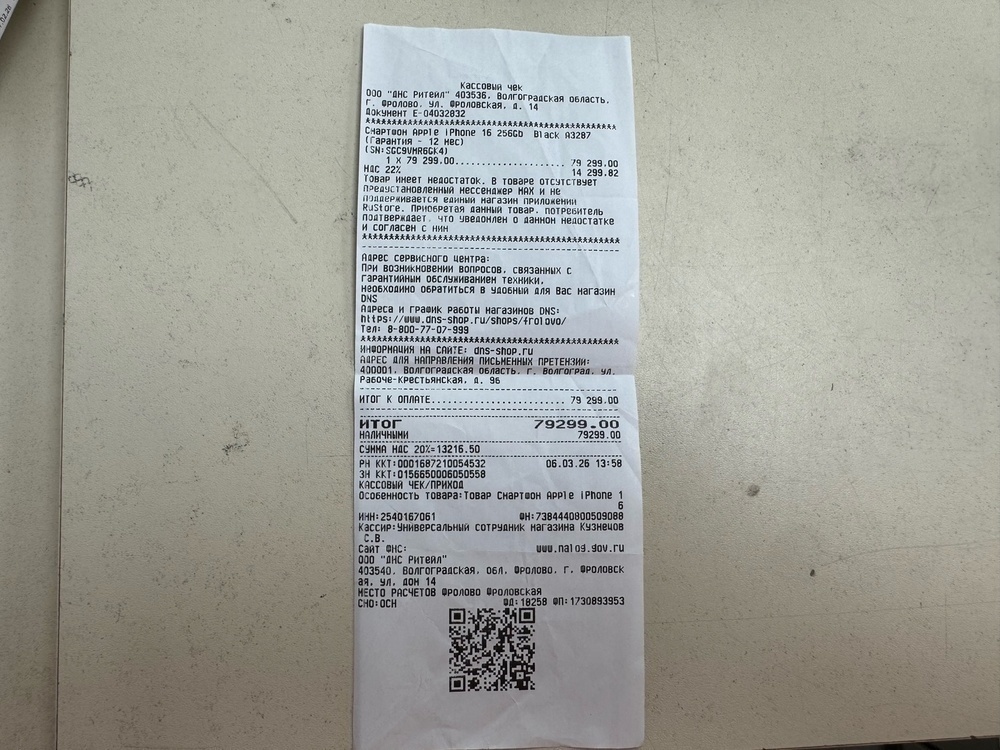 02.26
Кассовый чек
ООО "ДНС Ритейл" 403536, Волгоградская область,
г. Фролово, ул. Фроловская, д. 14
Документ Е-04032832
Смартфон Apple iPhone 16 256Gb Black A3287
(Гарантия - 12 мес)
(SN:SGC9VMR6GK4)
1 X 79 299.00..................... 79 299.00
НДС 22% 14 299.82
Товар имеет недостаток. В товаре отсутствует
предустановленный мессенджер MAX и не
поддерживается единый магазин приложений
RuStore. Приобретая данный товар, потребитель
подтверждает, что уведомлен о данном недостатке
и согласен с ним
Адрес сервисного центра:
При возникновении вопросов, связанных с
гарантийным обслуживанием техники,
необходимо обратиться в удобный для Вас магазин
DNS
Адреса и график работы магазинов DNS:
https://www.dns-shop.ru/shops/frolovo/
Тел: 8-800-77-07-999
ИНФОРМАЦИЯ НА САЙТЕ: dns-shop.ru
АДРЕС ДЛЯ НАПРАВЛЕНИЯ ПИСЬМЕННЫХ ПРЕТЕНЗИИ:
400001, Волгоградская область, г. Волгоград, ул.
Рабоче-Крестьянская, д. 9б
ИТОГ К ОПЛАТЕ......................... 79 299.00
ИТОГ 79299.00
НАЛИЧНЫМИ 79299.00
СУММА НДС 20%=13216.50
РН ККТ:0001687210054532 06.03.26 13:58
ЗН ККТ:0156650006050558
КАССОВЫЙ ЧЕК/ПРИХОД
Особенность товара:Товар Смартфон Apple iPhone 1
6
ИНН:2540167061 ФН:7384440800509088
Кассир:Универсальный сотрудник магазина Кузнецов
С.В.
Сайт ФНС: www.nalog.gov.ru
ООО "ДНС Ритейл"
403540, Волгоградская, обл, Фролово, г, Фроловск
ая, ул, дом 14
МЕСТО РАСЧЕТОВ Фролово Фроловская
СНО:ОСН ФД:18258 ФП:1730893953